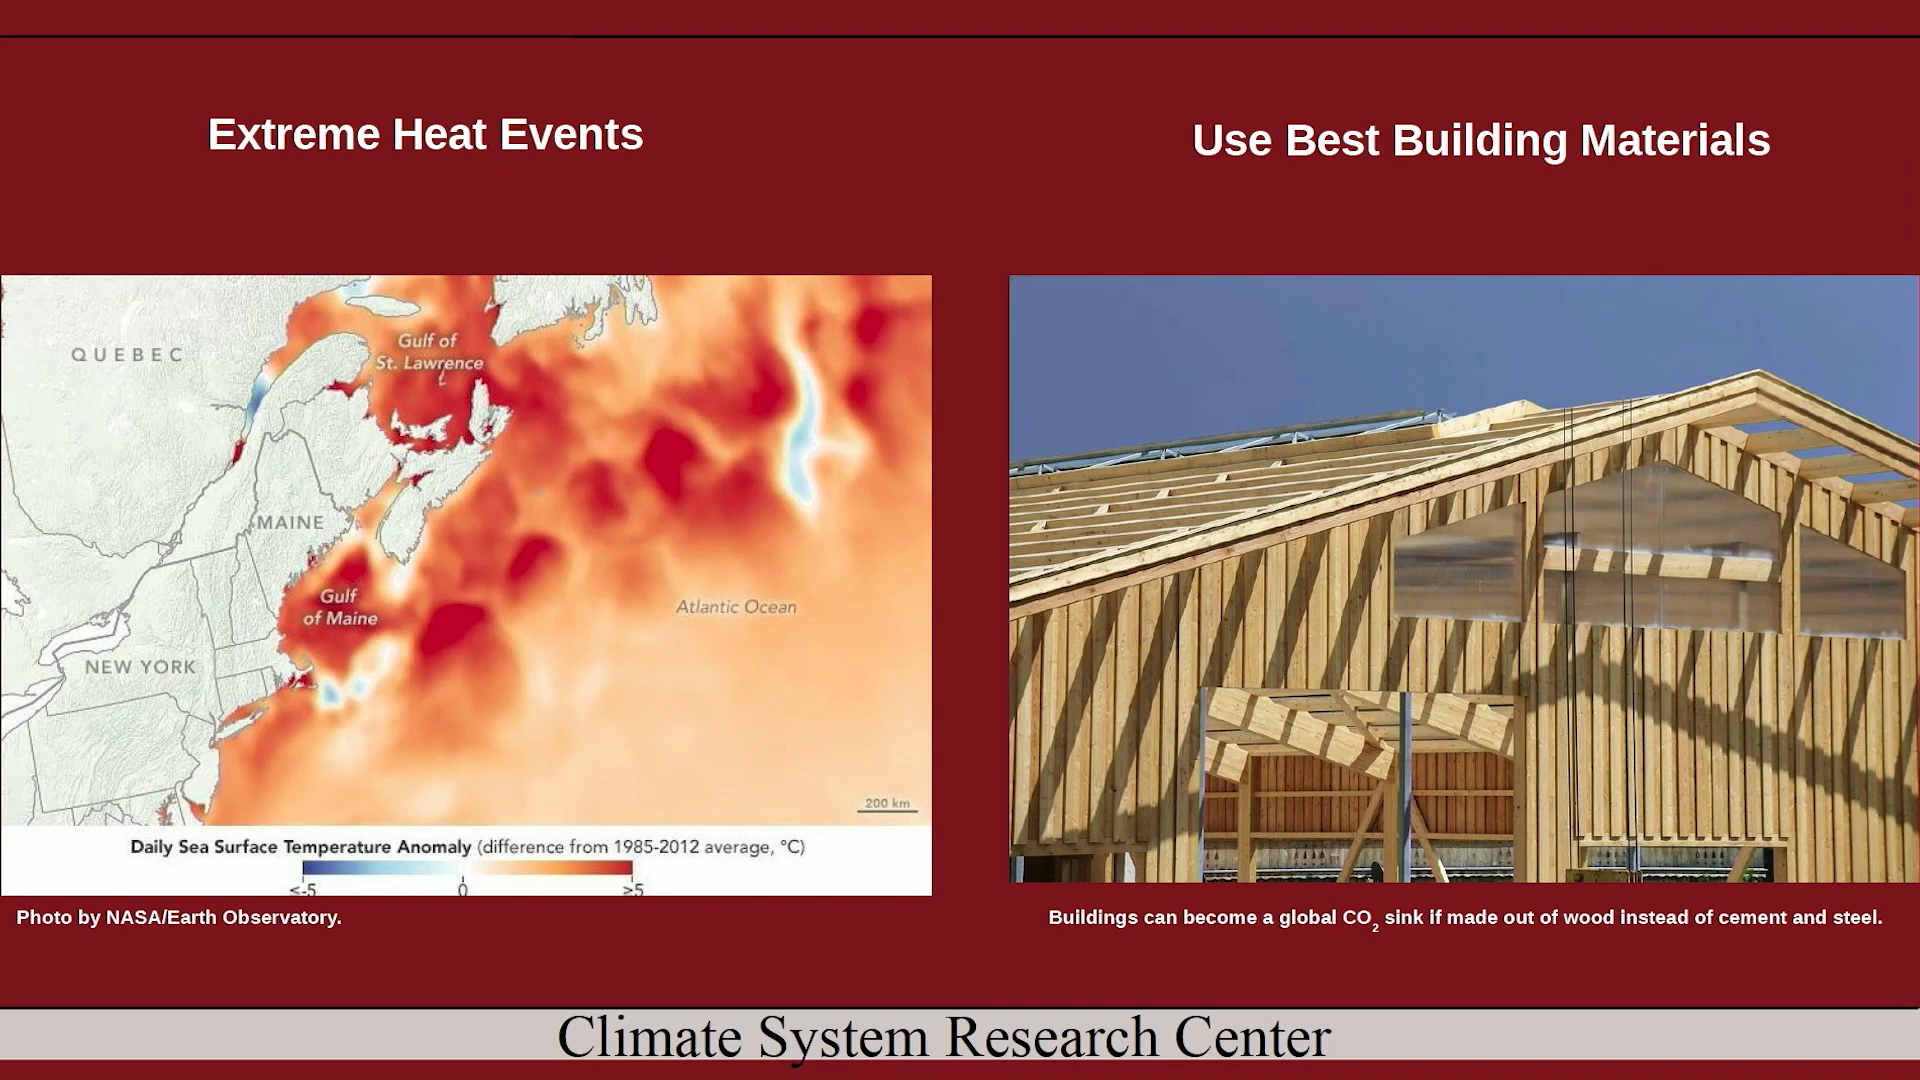 Extreme Heat Events
Use Best Building Materials
QUEBEC
Gulf of
St. Lawrence
MAINE
Gulf
of Maine
Atlantic Ocean
NEW YORK
200 km
Daily Sea Surface Temperature Anomaly (difference from 1985-2012 average, °C)
≤-5 0 ≥5
Photo by NASA/Earth Observatory.
Buildings can become a global CO₂ sink if made out of wood instead of cement and steel.
Climate System Research Center